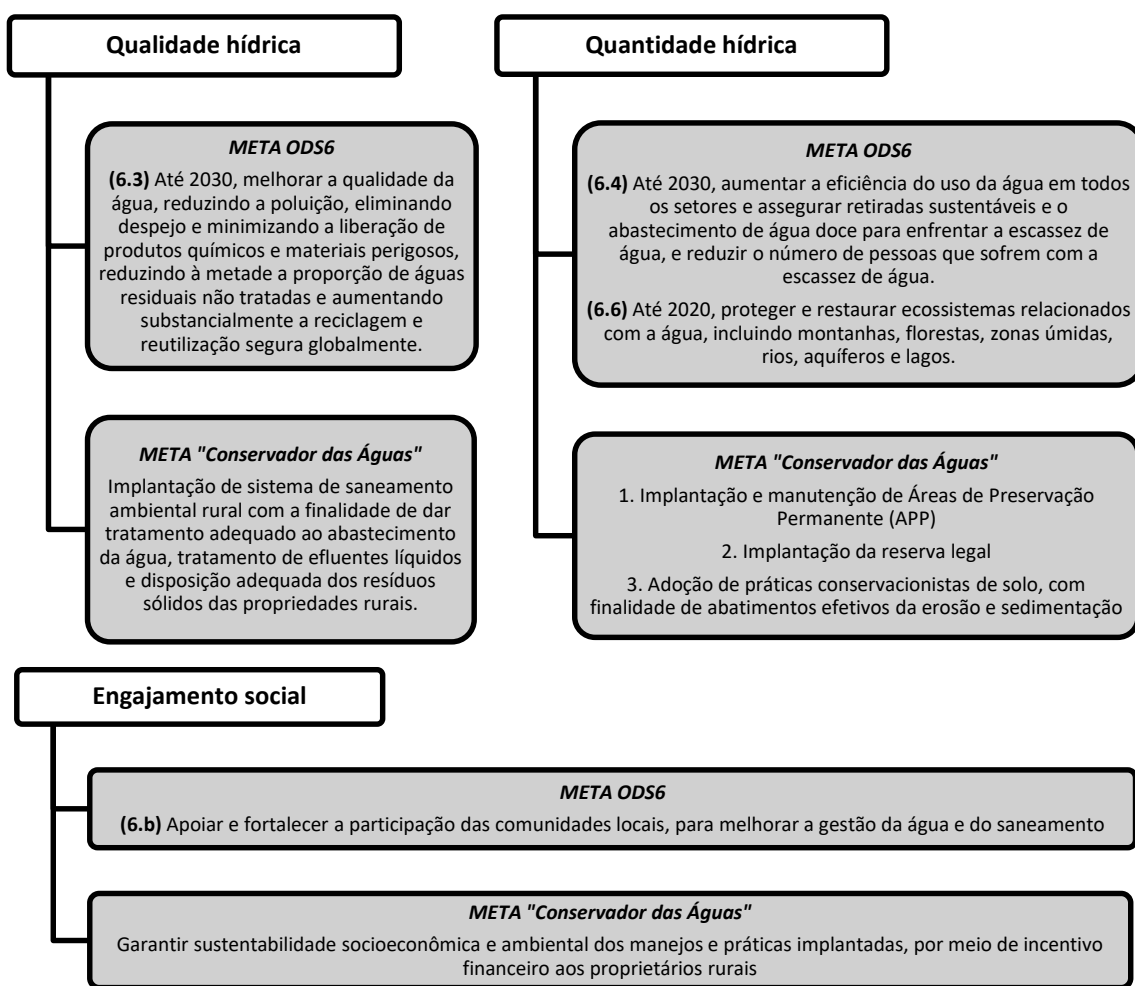 Qualidade hídrica
META ODS6
(6.3) Até 2030, melhorar a qualidade da
água, reduzindo a poluição, eliminando
despejo e minimizando a liberação de
produtos químicos e materiais perigosos,
reduzindo à metade a proporção de águas
residuais não tratadas e aumentando
substancialmente a reciclagem e
reutilização segura globalmente.
META "Conservador das Águas"
Implantação de sistema de saneamento
ambiental rural com a finalidade de dar
tratamento adequado ao abastecimento
da água, tratamento de efluentes líquidos
e disposição adequada dos resíduos
sólidos das propriedades rurais.
Quantidade hídrica
META ODS6
(6.4) Até 2030, aumentar a eficiência do uso da água em todos
os setores e assegurar retiradas sustentáveis e o
abastecimento de água doce para enfrentar a escassez de
água, e reduzir o número de pessoas que sofrem com a
escassez de água.
(6.6) Até 2020, proteger e restaurar ecossistemas relacionados
com a água, incluindo montanhas, florestas, zonas úmidas,
rios, aquíferos e lagos.
META "Conservador das Águas"
1. Implantação e manutenção de Áreas de Preservação
Permanente (APP)
2. Implantação da reserva legal
3. Adoção de práticas conservacionistas de solo, com
finalidade de abatimentos efetivos da erosão e sedimentação
Engajamento social
META ODS6
(6.b) Apoiar e fortalecer a participação das comunidades locais, para melhorar a gestão da água e do saneamento
META "Conservador das Águas"
Garantir sustentabilidade socioeconômica e ambiental dos manejos e práticas implantadas, por meio de incentivo
financeiro aos proprietários rurais